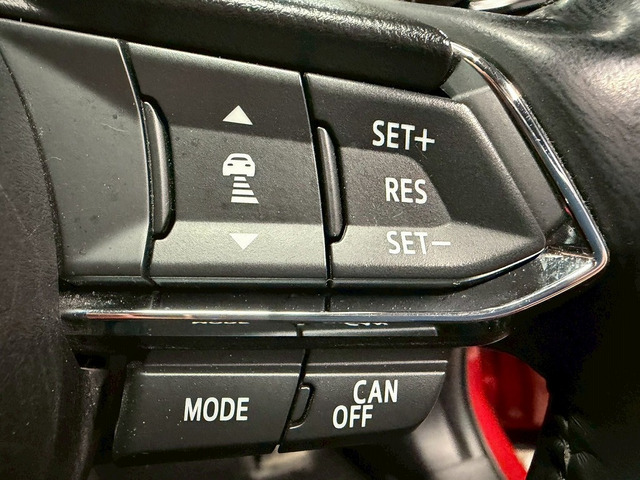 SET+
RES
SET−
MODE
CAN
OFF